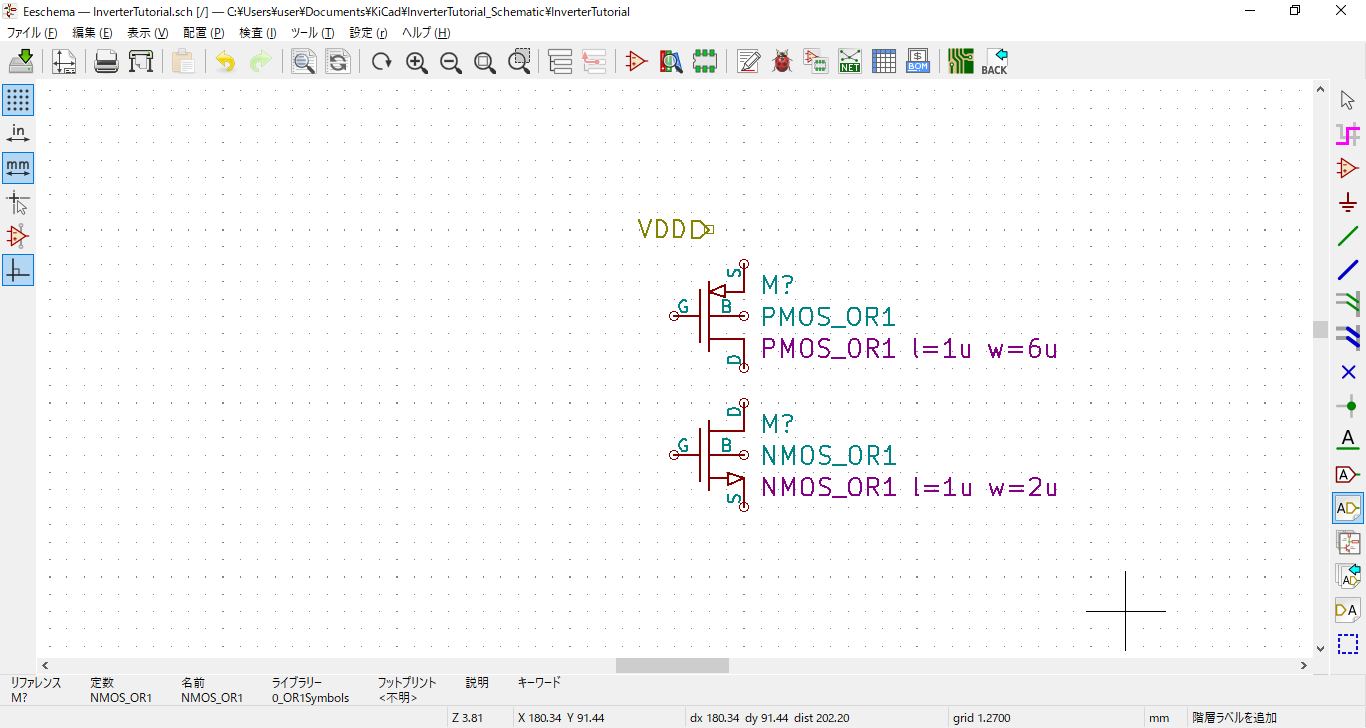 Eeschema — InverterTutorial.sch [/] — C:¥Users¥user¥Documents¥KiCad¥InverterTutorial_Schematic¥InverterTutorial
ファイル (F) 編集 (E) 表示 (V) 配置 (P) 検査 (I) ツール (T) 設定 (r) ヘルプ (H)
NET
BOM
BACK
in
mm
VDD
S
M?
G
B
PMOS_OR1
D
PMOS_OR1 l=1u w=6u
D
M?
G
B
NMOS_OR1
S
NMOS_OR1 l=1u w=2u
A
A
AD
AD
DA
リファレンス 定数 名前 ライブラリー フットプリント 説明 キーワード
M? NMOS_OR1 NMOS_OR1 0_OR1Symbols <不明>
Z 3.81 X 180.34 Y 91.44 dx 180.34 dy 91.44 dist 202.20 grid 1.2700 mm 階層ラベルを追加